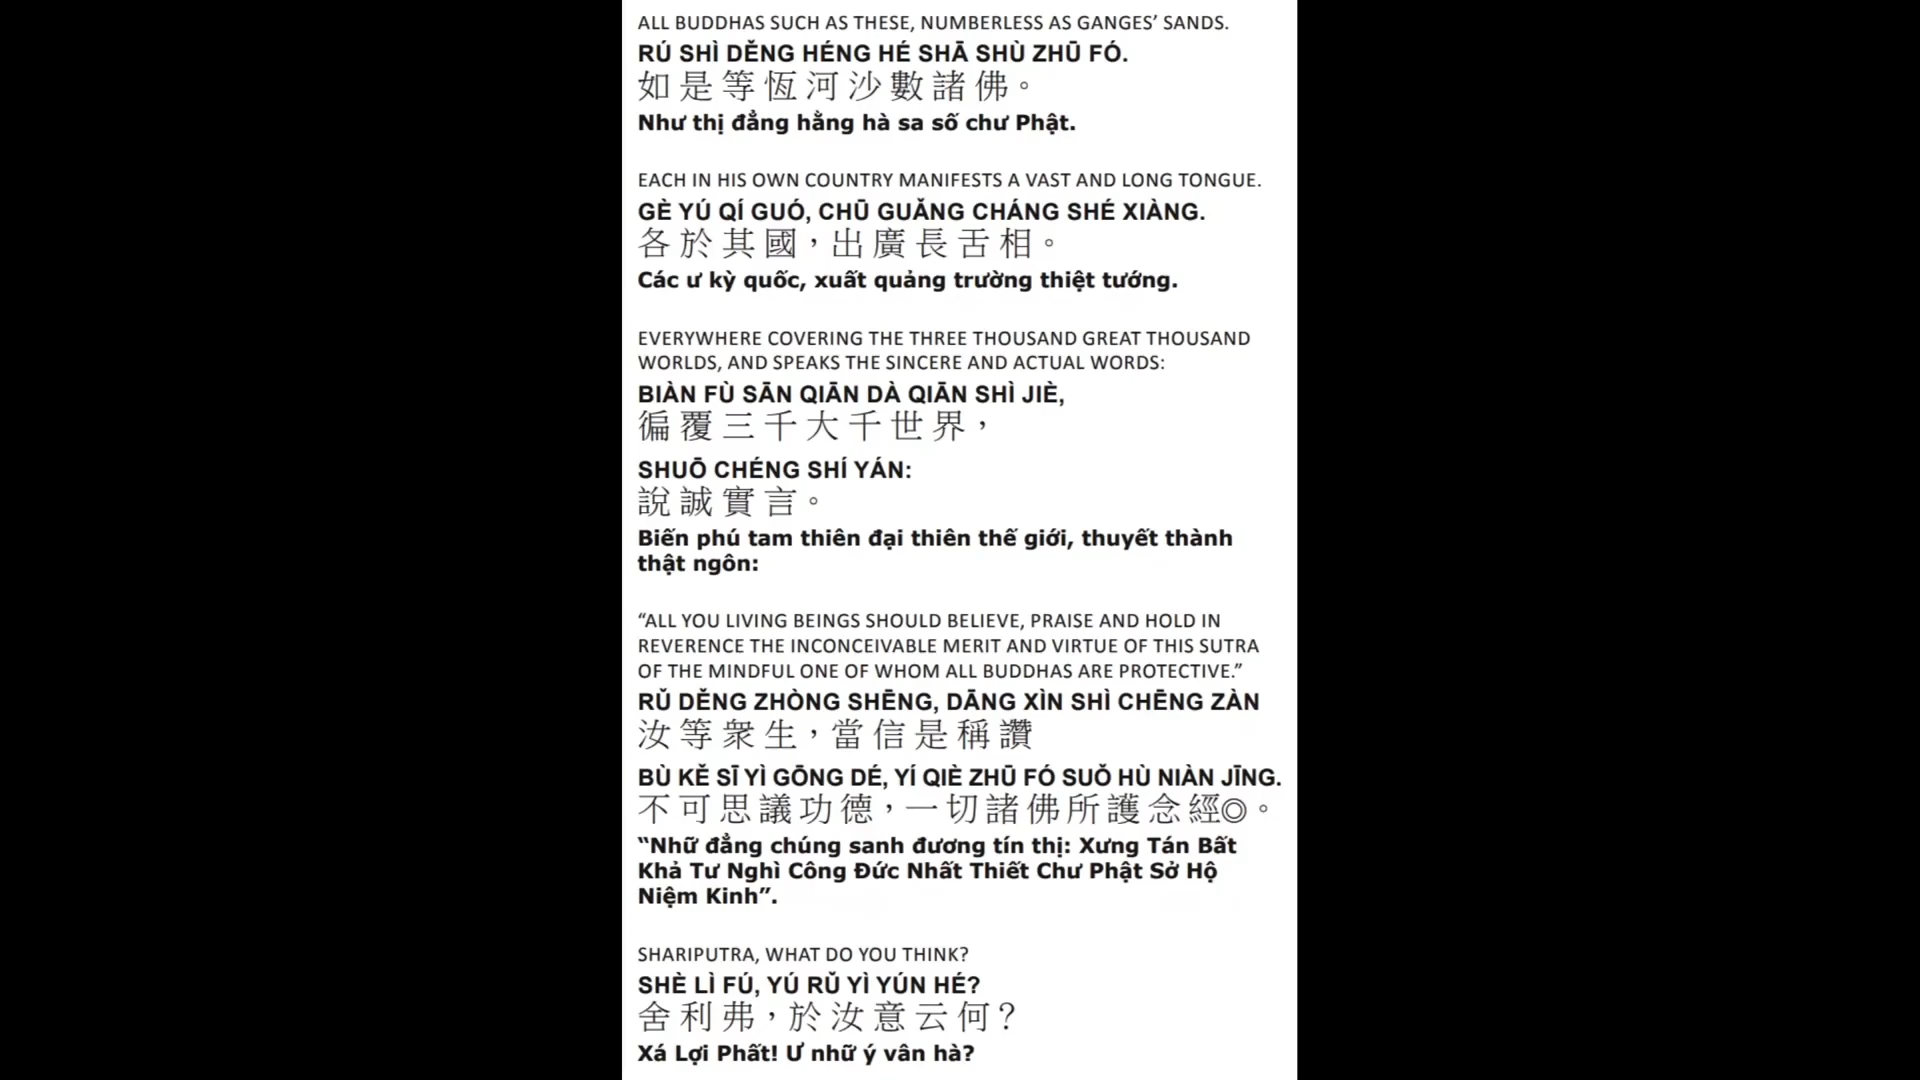 ALL BUDDHAS SUCH AS THESE, NUMBERLESS AS GANGES’ SANDS.
RÚ SHÌ DĚNG HÉNG HÉ SHĀ SHÙ ZHŪ FÓ.
如是等恆河沙數諸佛。
Như thị đẳng hằng hà sa số chư Phật.
EACH IN HIS OWN COUNTRY MANIFESTS A VAST AND LONG TONGUE.
GÈ YÚ QÍ GUÓ, CHŪ GUǍNG CHÁNG SHÉ XIÀNG.
各於其國，出廣長舌相。
Các ư kỳ quốc, xuất quảng trường thiệt tướng.
EVERYWHERE COVERING THE THREE THOUSAND GREAT THOUSAND
WORLDS, AND SPEAKS THE SINCERE AND ACTUAL WORDS:
BIÀN FÙ SĀN QIĀN DÀ QIĀN SHÌ JIÈ,
徧覆三千大千世界，
SHUŌ CHÉNG SHÍ YÁN:
說誠實言。
Biến phú tam thiên đại thiên thế giới, thuyết thành
thật ngôn:
“ALL YOU LIVING BEINGS SHOULD BELIEVE, PRAISE AND HOLD IN
REVERENCE THE INCONCEIVABLE MERIT AND VIRTUE OF THIS SUTRA
OF THE MINDFUL ONE OF WHOM ALL BUDDHAS ARE PROTECTIVE.”
RǓ DĚNG ZHÒNG SHĒNG, DĀNG XÌN SHÌ CHĒNG ZÀN
汝等衆生，當信是稱讚
BÙ KĚ SĪ YÌ GŌNG DÉ, YÍ QIÈ ZHŪ FÓ SUǑ HÙ NIÀN JĪNG.
不可思議功德，一切諸佛所護念經◎。
“Nhữ đẳng chúng sanh đương tín thị: Xưng Tán Bất
Khả Tư Nghì Công Đức Nhất Thiết Chư Phật Sở Hộ
Niệm Kinh”.
SHARIPUTRA, WHAT DO YOU THINK?
SHÈ LÌ FÚ, YÚ RǓ YÌ YÚN HÉ?
舍利弗，於汝意云何？
Xá Lợi Phất! Ư nhữ ý vân hà?